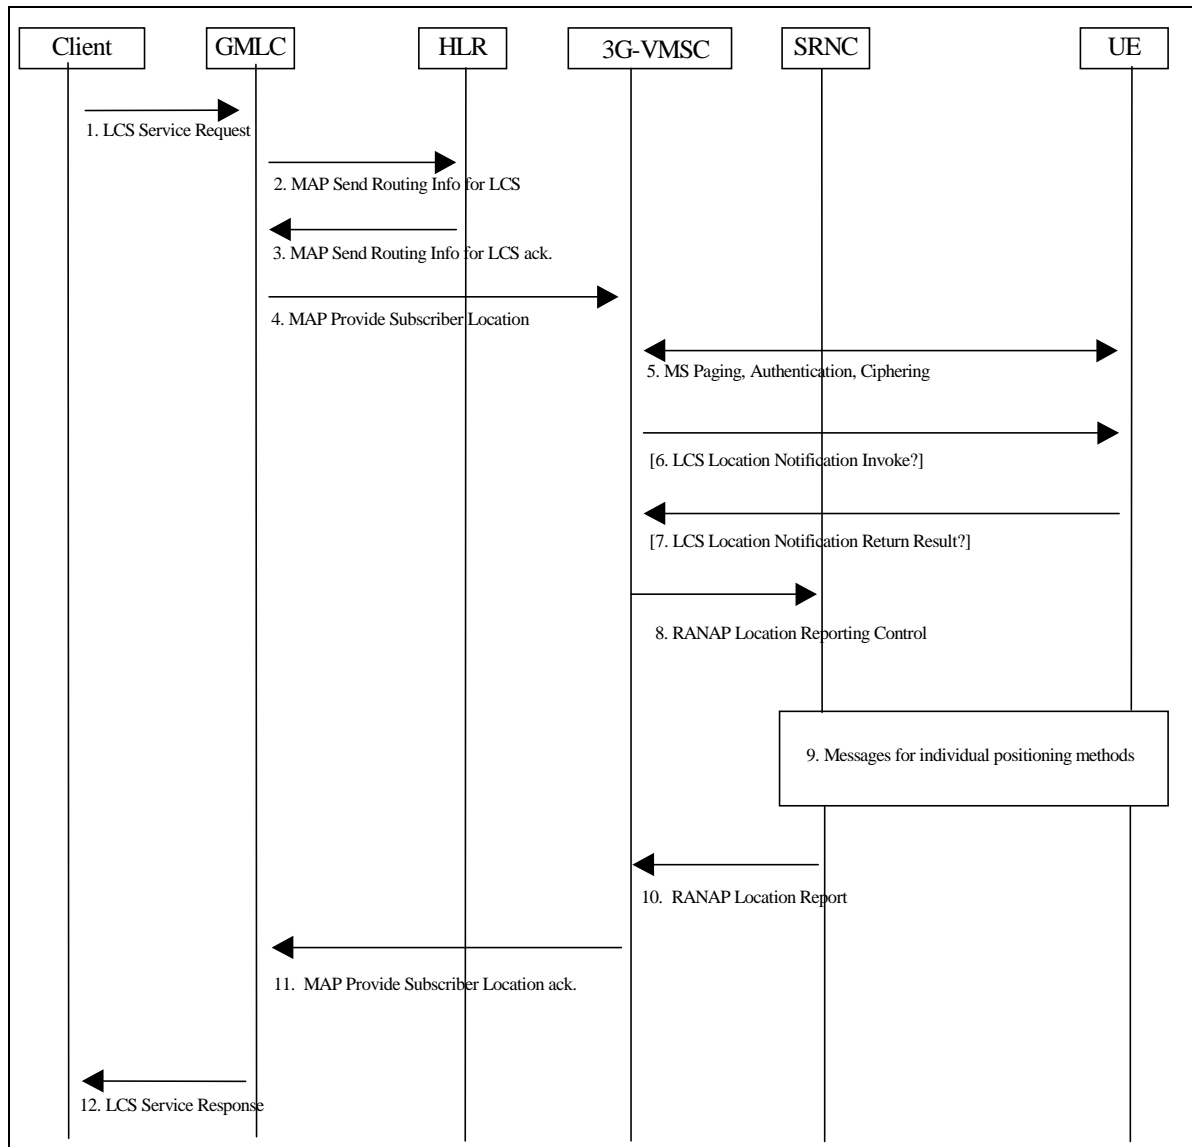 Client GMLC HLR 3G-VMSC SRNC UE
1. LCS Service Request
2. MAP Send Routing Info for LCS
3. MAP Send Routing Info for LCS ack.
4. MAP Provide Subscriber Location
5. MS Paging, Authentication, Ciphering
[6. LCS Location Notification Invoke?]
[7. LCS Location Notification Return Result?]
8. RANAP Location Reporting Control
9. Messages for individual positioning methods
10. RANAP Location Report
11. MAP Provide Subscriber Location ack.
12. LCS Service Response